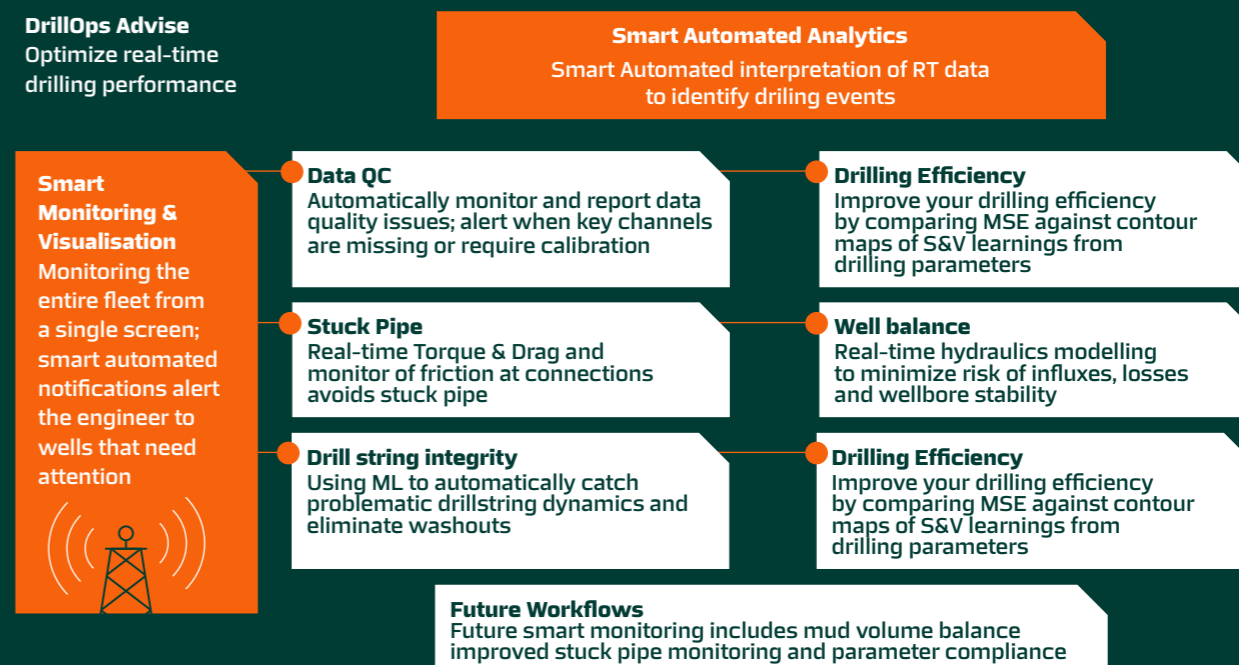 DrillOps Advise
Optimize real-time
drilling performance
Smart Automated Analytics
Smart Automated interpretation of RT data
to identify driling events
Smart
Monitoring &
Visualisation
Monitoring the
entire fleet from
a single screen;
smart automated
notifications alert
the engineer to
wells that need
attention
Data QC
Automatically monitor and report data
quality issues; alert when key channels
are missing or require calibration
Drilling Efficiency
Improve your drilling efficiency
by comparing MSE against contour
maps of S&V learnings from
drilling parameters
Stuck Pipe
Real-time Torque & Drag and
monitor of friction at connections
avoids stuck pipe
Well balance
Real-time hydraulics modelling
to minimize risk of influxes, losses
and wellbore stability
Drill string integrity
Using ML to automatically catch
problematic drillstring dynamics and
eliminate washouts
Drilling Efficiency
Improve your drilling efficiency
by comparing MSE against contour
maps of S&V learnings from
drilling parameters
Future Workflows
Future smart monitoring includes mud volume balance
improved stuck pipe monitoring and parameter compliance